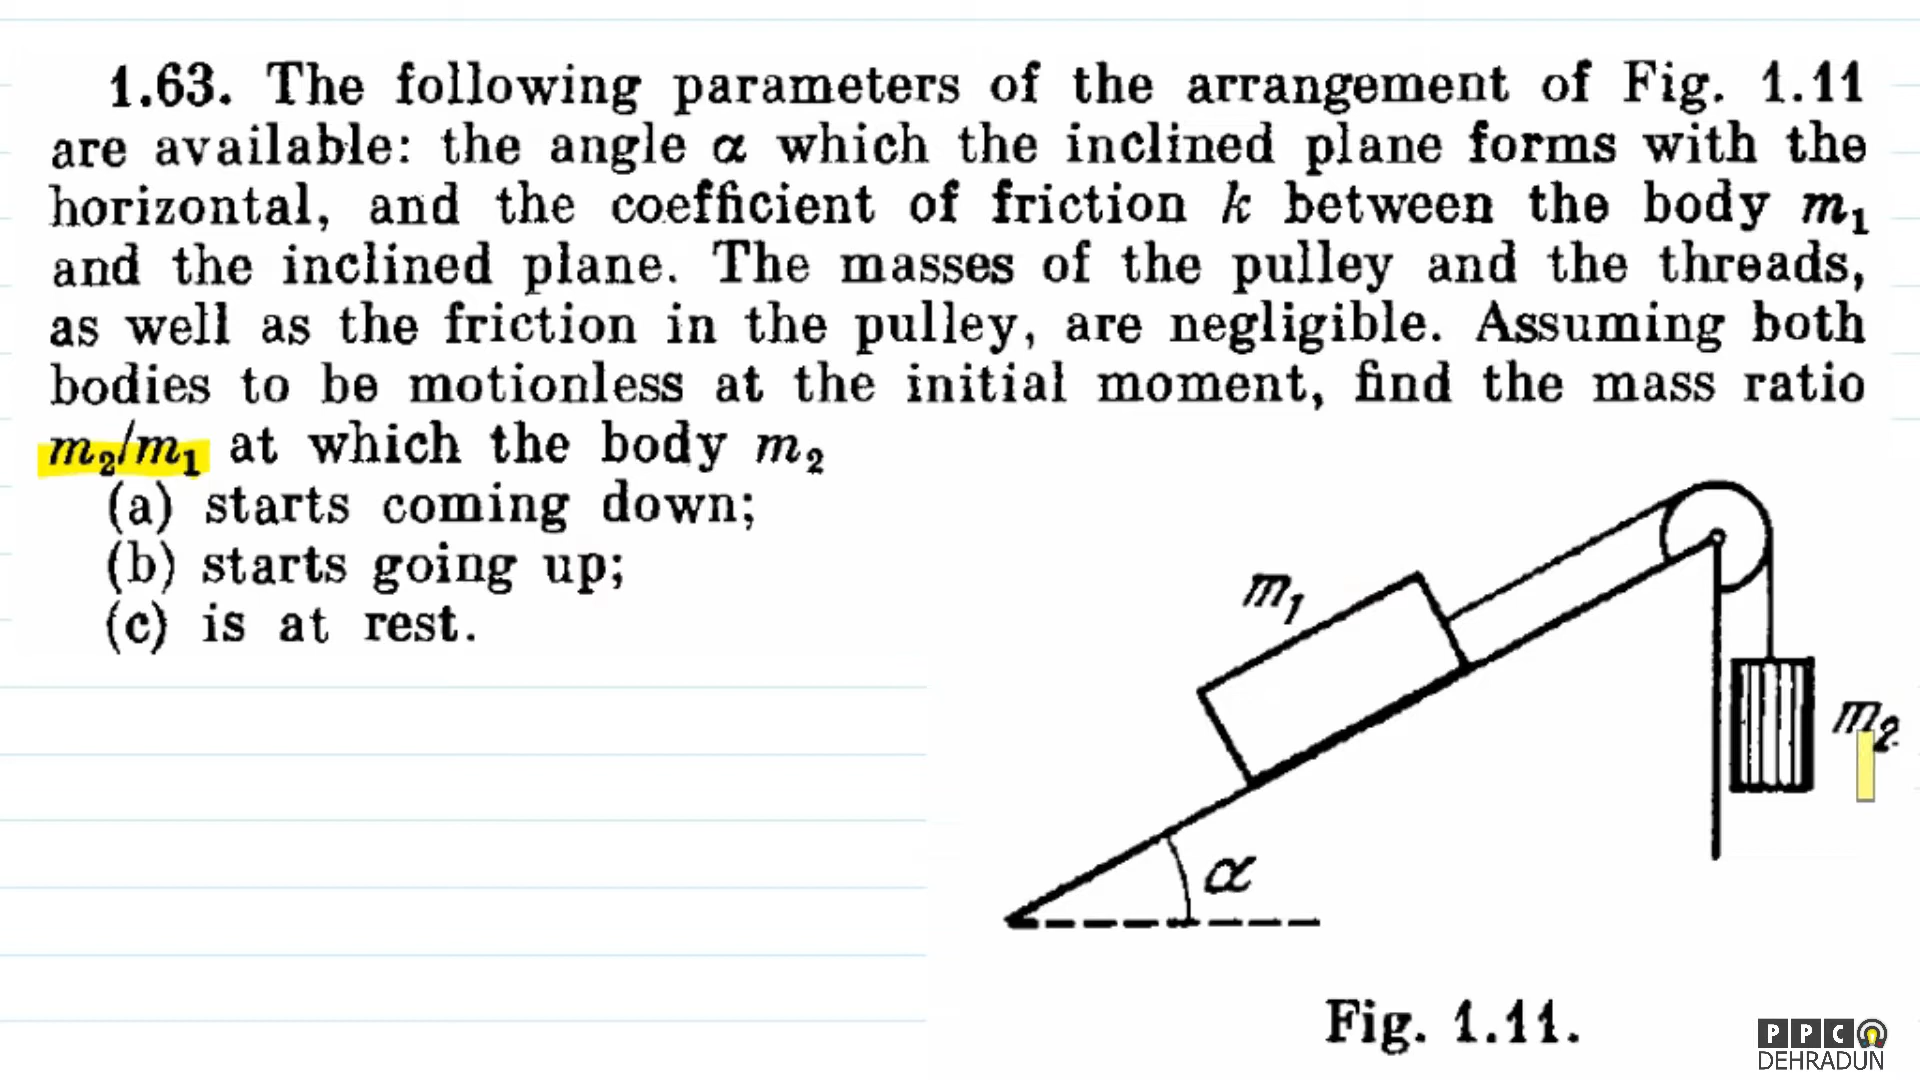 1.63. The following parameters of the arrangement of Fig. 1.11
are available: the angle α which the inclined plane forms with the
horizontal, and the coefficient of friction k between the body m₁
and the inclined plane. The masses of the pulley and the threads,
as well as the friction in the pulley, are negligible. Assuming both
bodies to be motionless at the initial moment, find the mass ratio
m₂/m₁ at which the body m₂
(a) starts coming down;
(b) starts going up;
(c) is at rest.
m₁
m₂
α
Fig. 1.11.
PPC
DEHRADUN